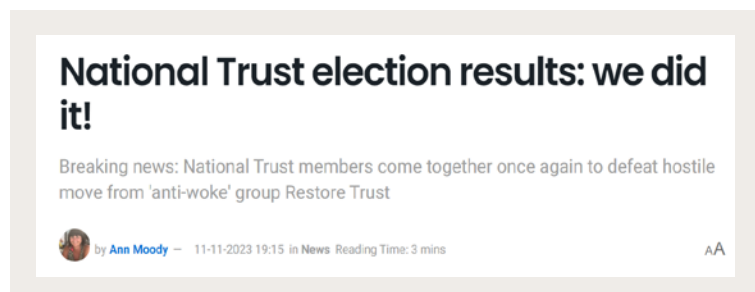 National Trust election results: we did
it!
Breaking news: National Trust members come together once again to defeat hostile
move from 'anti-woke' group Restore Trust
by Ann Moody — 11-11-2023 19:15 in News Reading Time: 3 mins AA